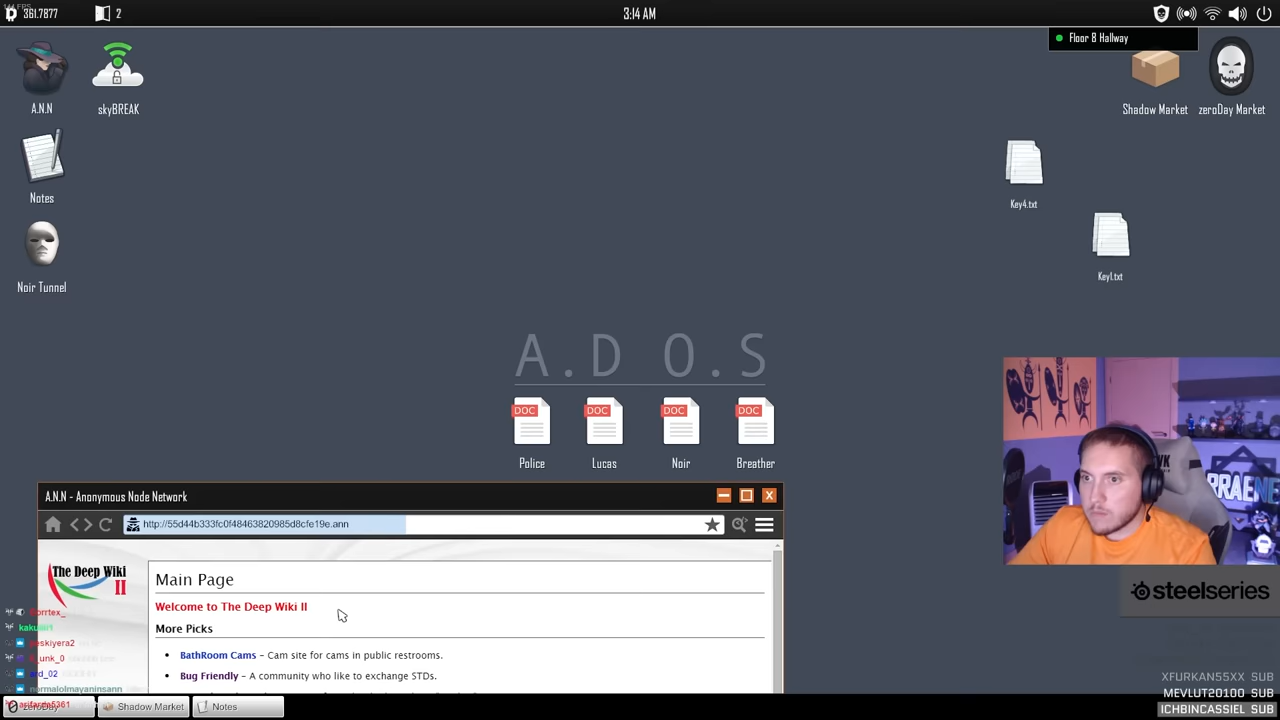 361.7877
2
3:14 AM
Floor 8 Hallway
A.N.N
skyBREAK
Shadow Market
zeroDay Market
Notes
Key4.txt
Noir Tunnel
Key1.txt
A.D O.S
DOC
DOC
DOC
DOC
Police
Lucas
Noir
Breather
A.N.N - Anonymous Node Network
http://55d44b333fc0f48463820985d8cfe19e.ann
The Deep Wiki
II
Main Page
Welcome to The Deep Wiki II
More Picks
BathRoom Cams – Cam site for cams in public restrooms.
Bug Friendly – A community who like to exchange STDs.
steelseries
normalolmayaninsann
XFURKAN55XX SUB
MEVLUT20100 SUB
ICHBINCASSIEL SUB
zeroDay
Shadow Market
Notes